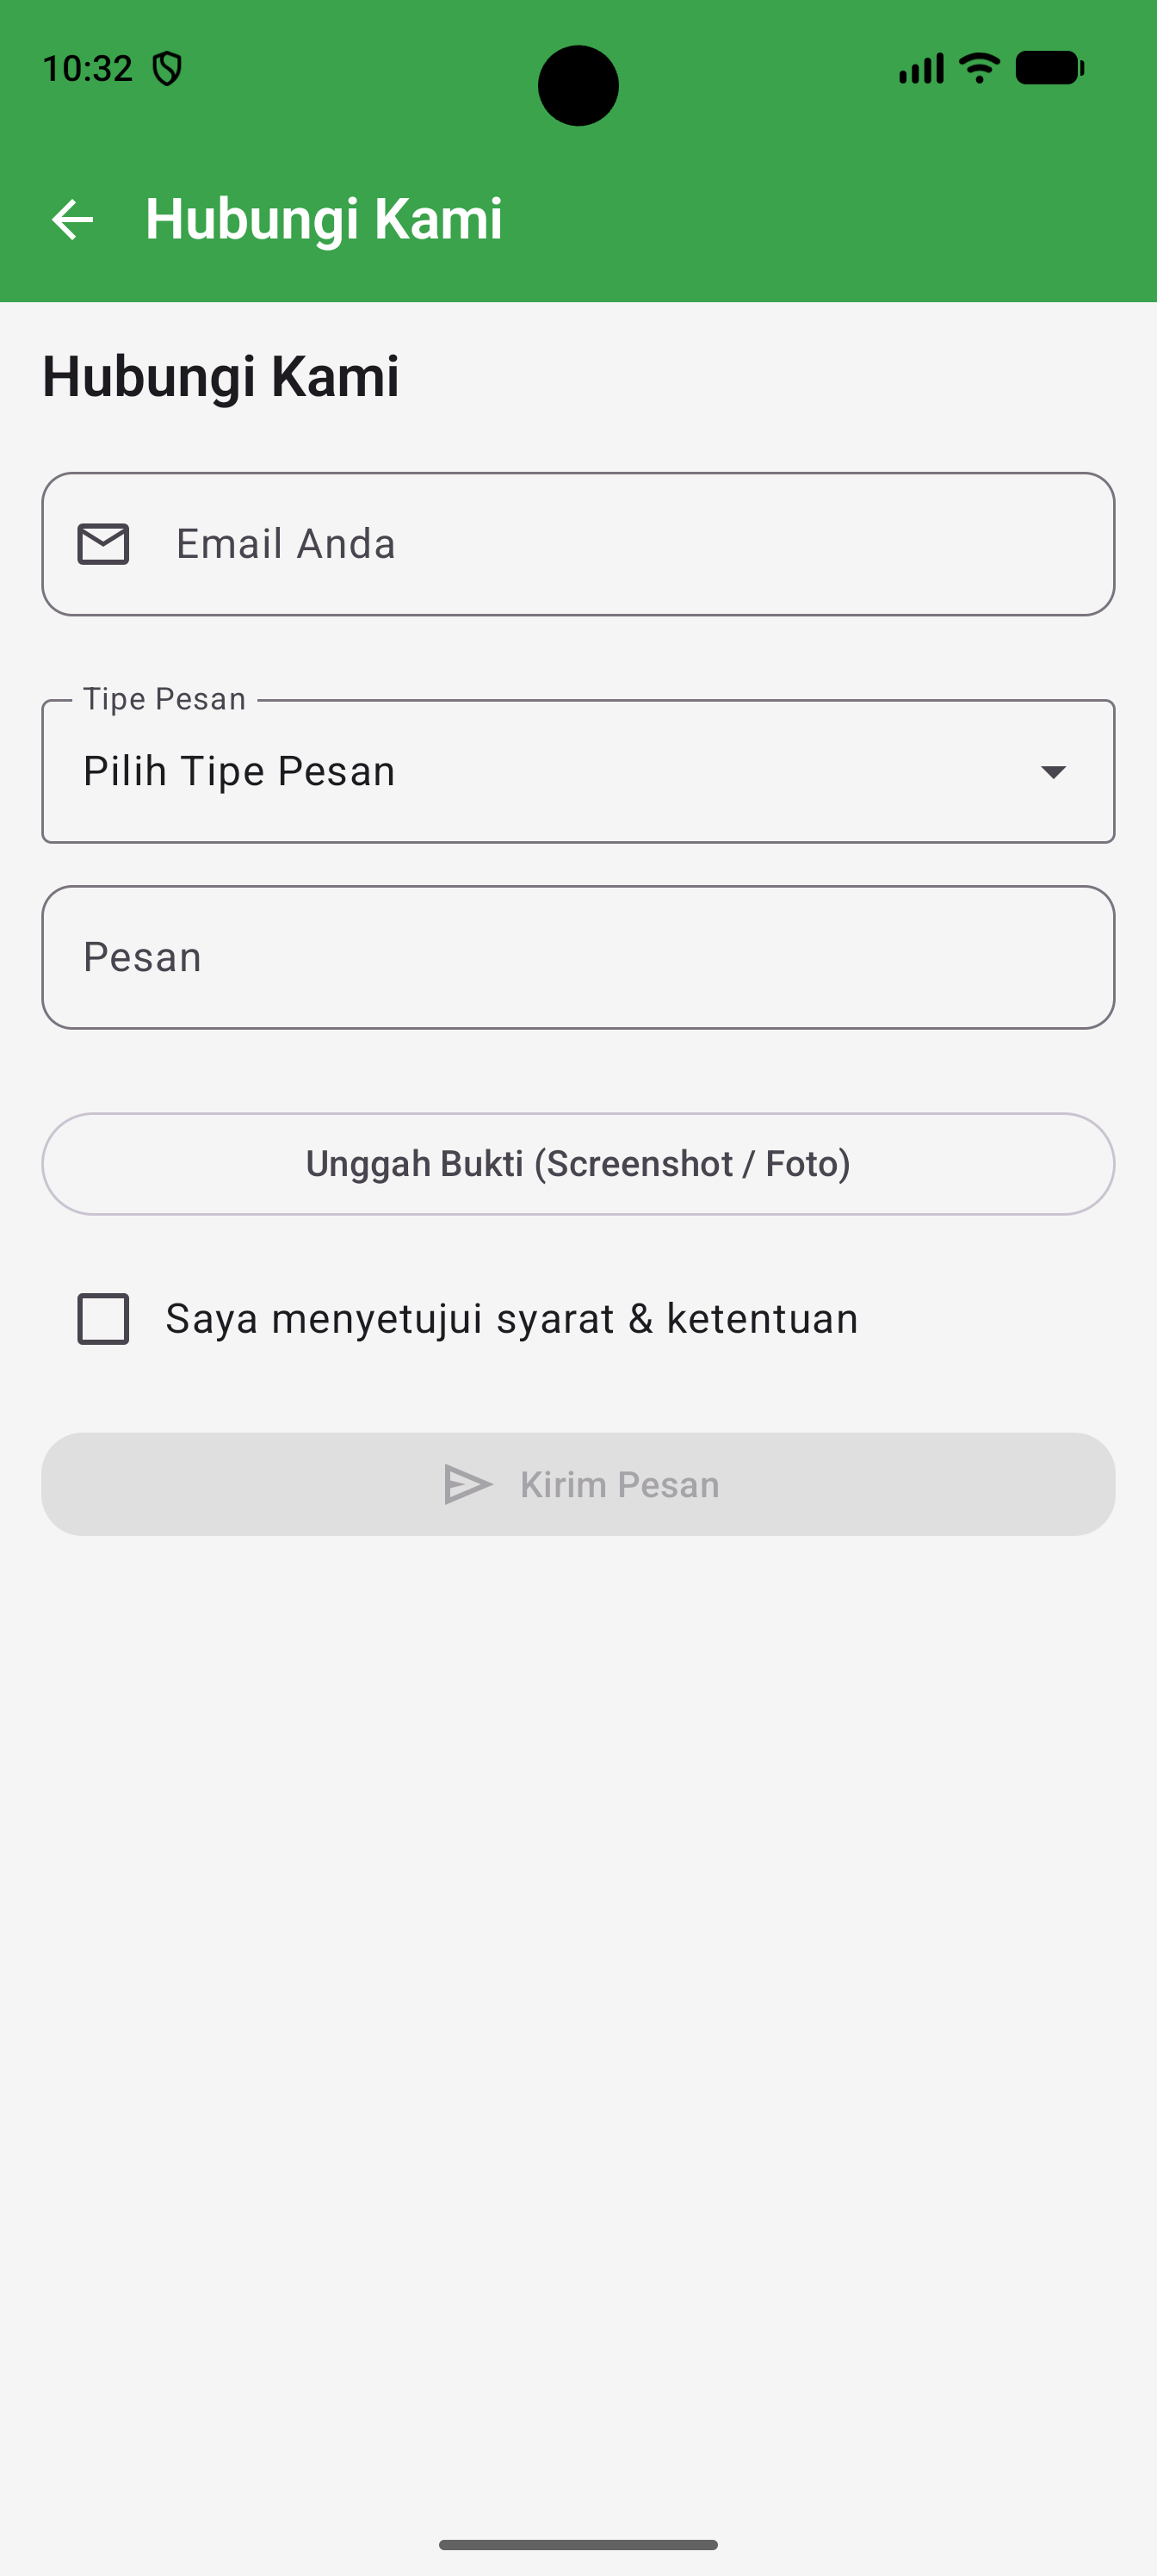 10:32
Hubungi Kami
Hubungi Kami
Email Anda
Tipe Pesan
Pilih Tipe Pesan
Pesan
Unggah Bukti (Screenshot / Foto)
Saya menyetujui syarat & ketentuan
Kirim Pesan